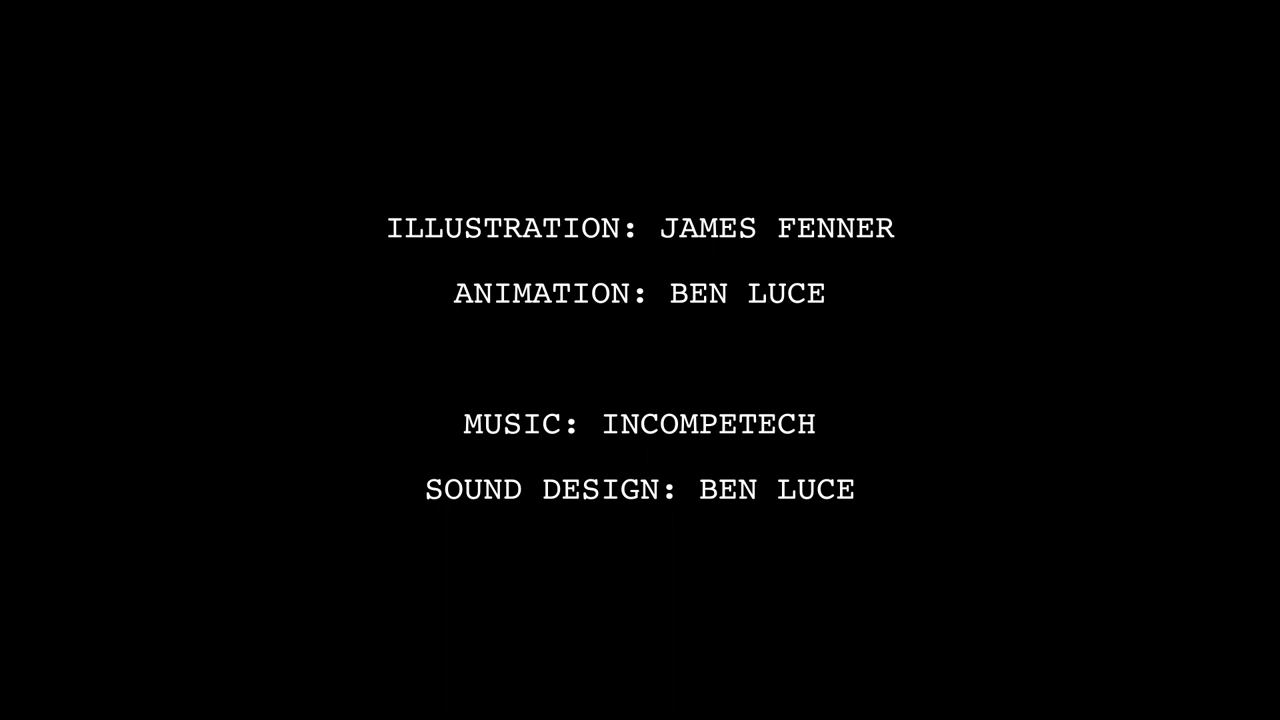 ILLUSTRATION: JAMES FENNER
ANIMATION: BEN LUCE
MUSIC: INCOMPETECH
SOUND DESIGN: BEN LUCE